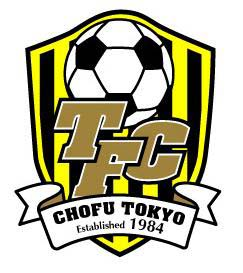 TFC
CHOFU TOKYO
Established 1984